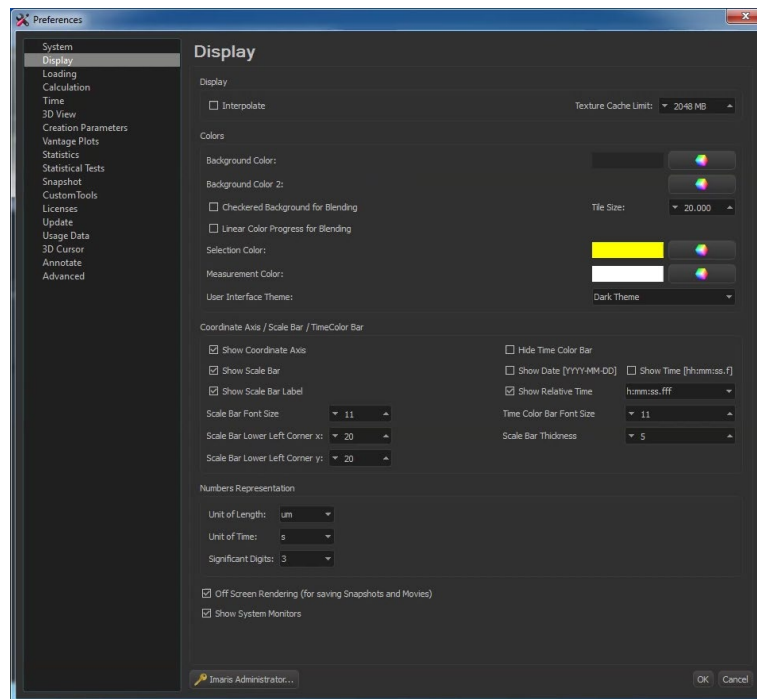 Preferences
System
Display
Loading
Calculation
Time
3D View
Creation Parameters
Vantage Plots
Statistics
Statistical Tests
Snapshot
CustomTools
Licenses
Update
Usage Data
3D Cursor
Annotate
Advanced
Display
Display
Interpolate Texture Cache Limit: 2048 MB
Colors
Background Color:
Background Color 2:
Checkered Background for Blending Tile Size: 20.000
Linear Color Progress for Blending
Selection Color:
Measurement Color:
User Interface Theme: Dark Theme
Coordinate Axis / Scale Bar / TimeColor Bar
Show Coordinate Axis Hide Time Color Bar
Show Scale Bar Show Date [YYYY-MM-DD] Show Time [hh:mm:ss.f]
Show Scale Bar Label Show Relative Time h:mm:ss.fff
Scale Bar Font Size 11 Time Color Bar Font Size 11
Scale Bar Lower Left Corner x: 20 Scale Bar Thickness 5
Scale Bar Lower Left Corner y: 20
Numbers Representation
Unit of Length: um
Unit of Time: s
Significant Digits: 3
Off Screen Rendering (for saving Snapshots and Movies)
Show System Monitors
Imaris Administrator... OK Cancel